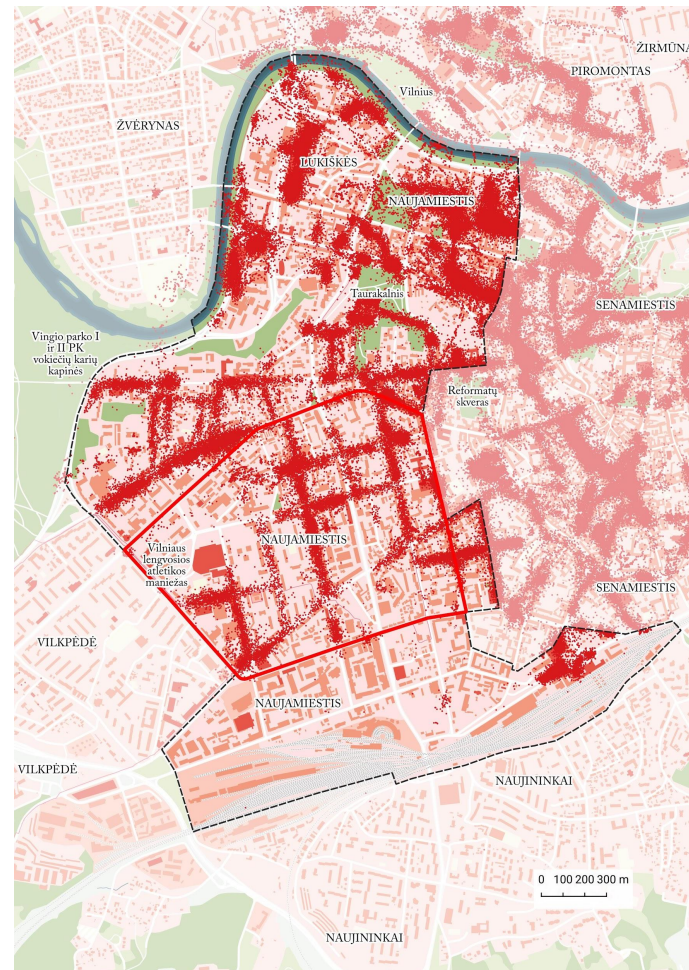 ŽIRMŪNA
PIROMONTAS
Vilnius
ŽVĖRYNAS
LUKIŠKĖS
NAUJAMIESTIS
Taurakalnis
SENAMIESTIS
Vingio parko I
ir II PK
vokiečių karių
kapinės
Reformatų
skveras
NAUJAMIESTIS
Vilniaus
lengvosios
atletikos
maniežas
SENAMIESTIS
VILKPĖDĖ
NAUJAMIESTIS
VILKPĖDĖ
NAUJININKAI
0 100 200 300 m
NAUJININKAI